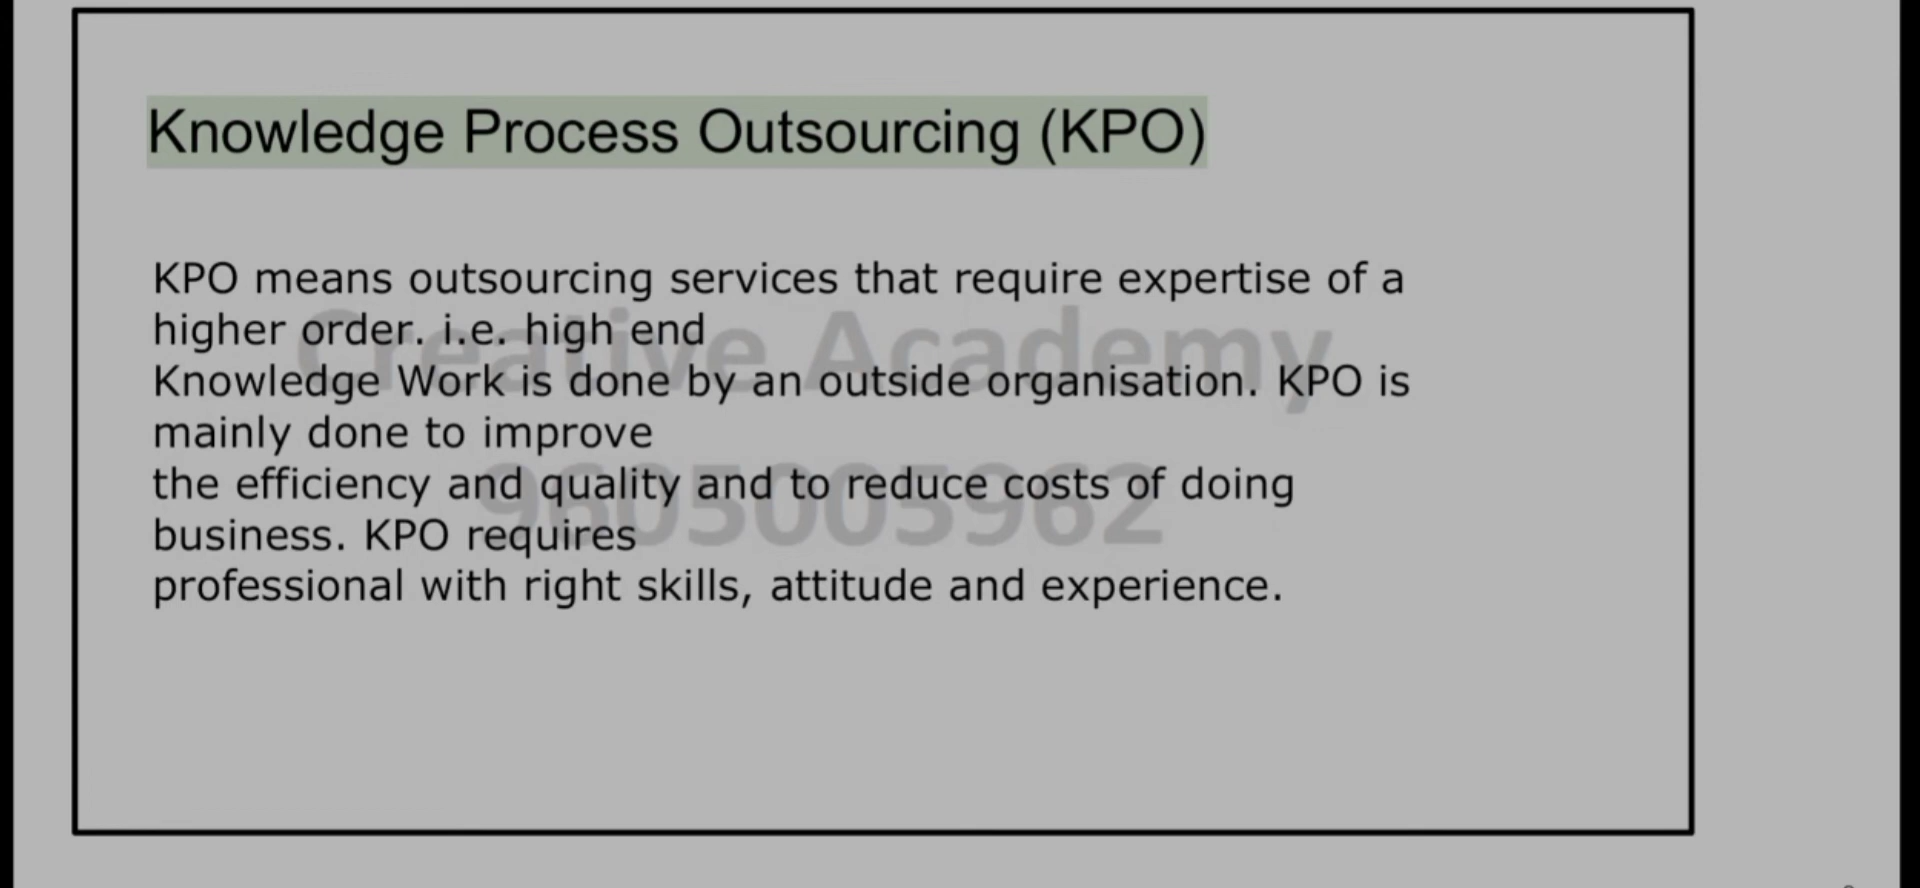 Knowledge Process Outsourcing (KPO)
KPO means outsourcing services that require expertise of a
higher order. i.e. high end
Knowledge Work is done by an outside organisation. KPO is
mainly done to improve
the efficiency and quality and to reduce costs of doing
business. KPO requires
professional with right skills, attitude and experience.
Creative Academy
9605005962